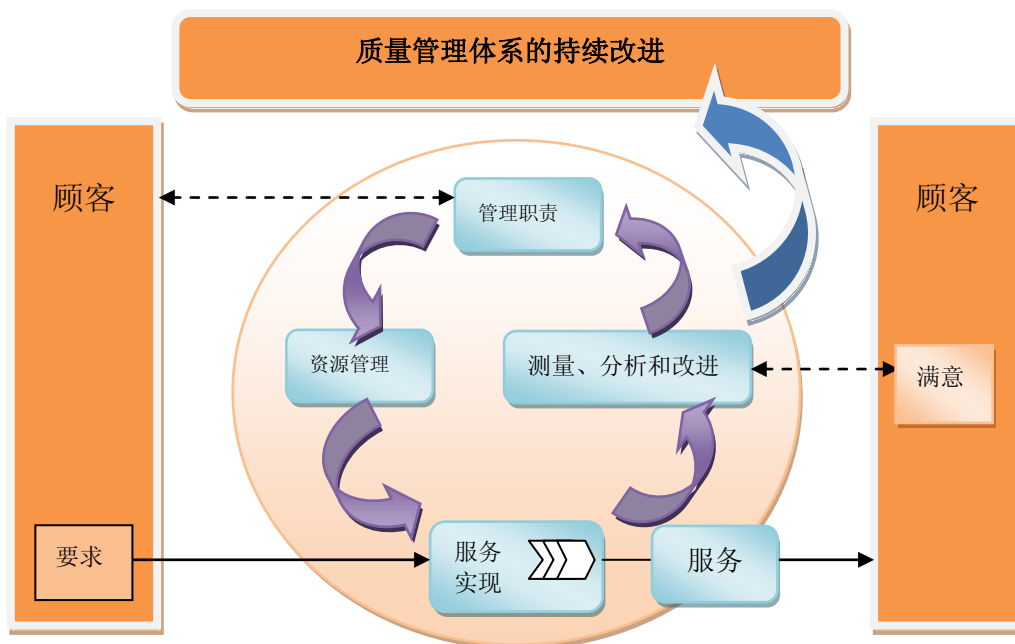 质量管理体系的持续改进
顾客
顾客
管理职责
资源管理
测量、分析和改进
满意
要求
服务
实现
服务